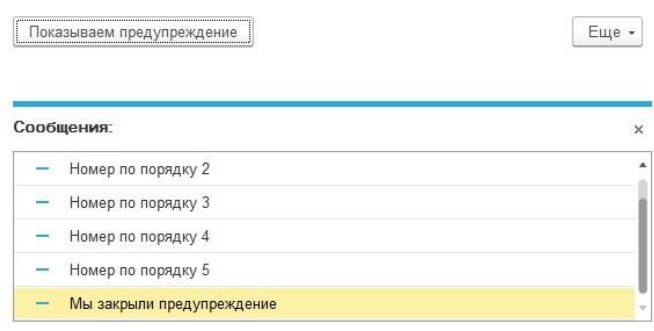 Показываем предупреждение
Еще
Сообщения:
Номер по порядку 2
Номер по порядку 3
Номер по порядку 4
Номер по порядку 5
Мы закрыли предупреждение